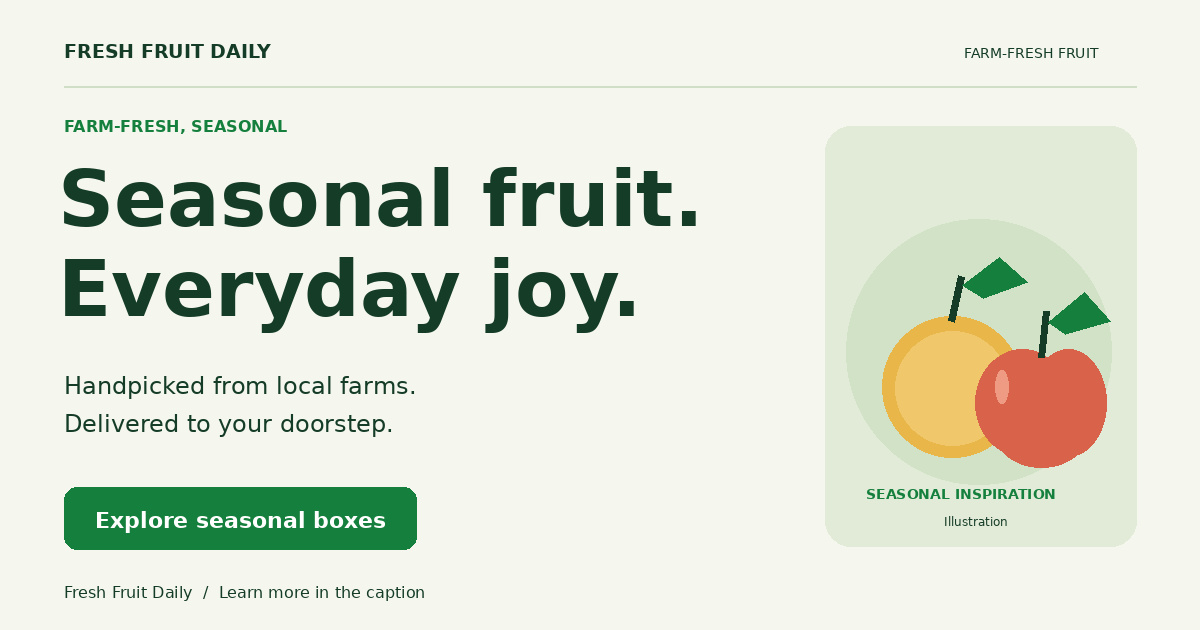 FRESH FRUIT DAILY
FARM-FRESH FRUIT
FARM-FRESH, SEASONAL
Seasonal fruit.
Everyday joy.
Handpicked from local farms.
Delivered to your doorstep.
Explore seasonal boxes
SEASONAL INSPIRATION
Illustration
Fresh Fruit Daily / Learn more in the caption